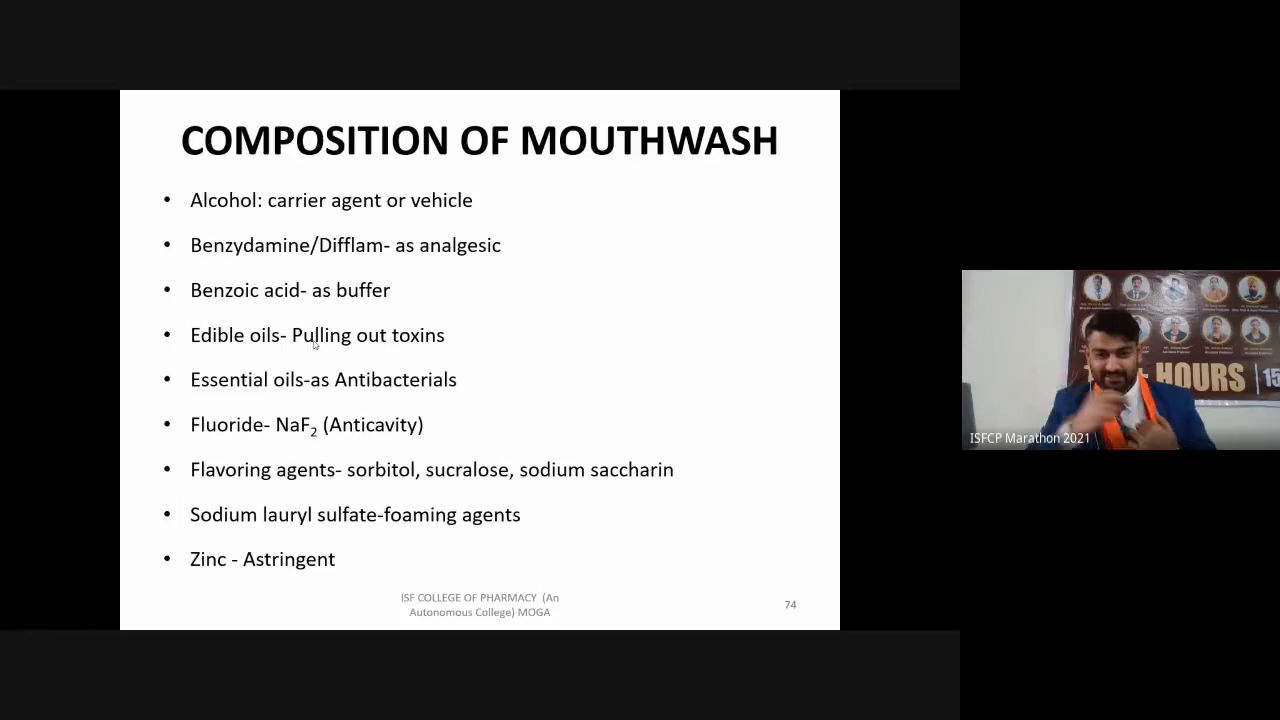 COMPOSITION OF MOUTHWASH
• Alcohol: carrier agent or vehicle
• Benzydamine/Difflam- as analgesic
• Benzoic acid- as buffer
• Edible oils- Pulling out toxins
• Essential oils-as Antibacterials
• Fluoride- NaF₂ (Anticavity)
• Flavoring agents- sorbitol, sucralose, sodium saccharin
• Sodium lauryl sulfate-foaming agents
• Zinc - Astringent
ISF COLLEGE OF PHARMACY (An
Autonomous College) MOGA
74
HOURS 15
ISFCP Marathon 2021